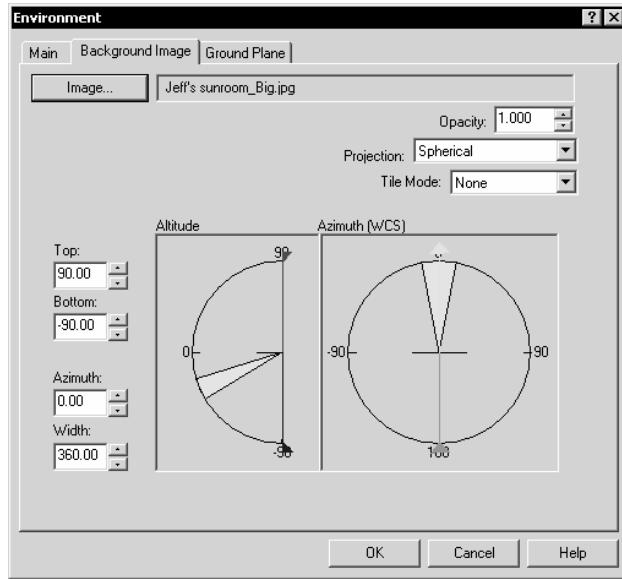 Environment
Main Background Image Ground Plane
Image... Jeff's sunroom_Big.jpg
Opacity: 1.000
Projection: Spherical
Tile Mode: None
Altitude Azimuth (WCS)
Top:
90.00
Bottom:
-90.00
Azimuth:
0.00
Width:
360.00
90
0
-90
0
-90 90
180
OK Cancel Help